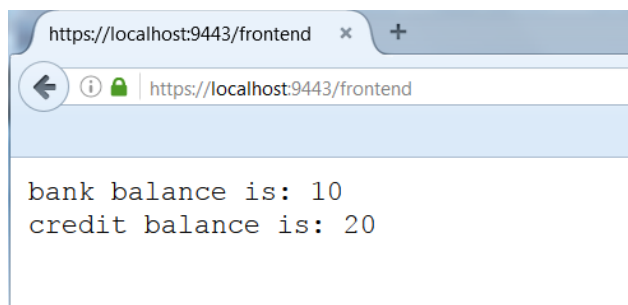 https://localhost:9443/frontend
https://localhost:9443/frontend
bank balance is: 10
credit balance is: 20